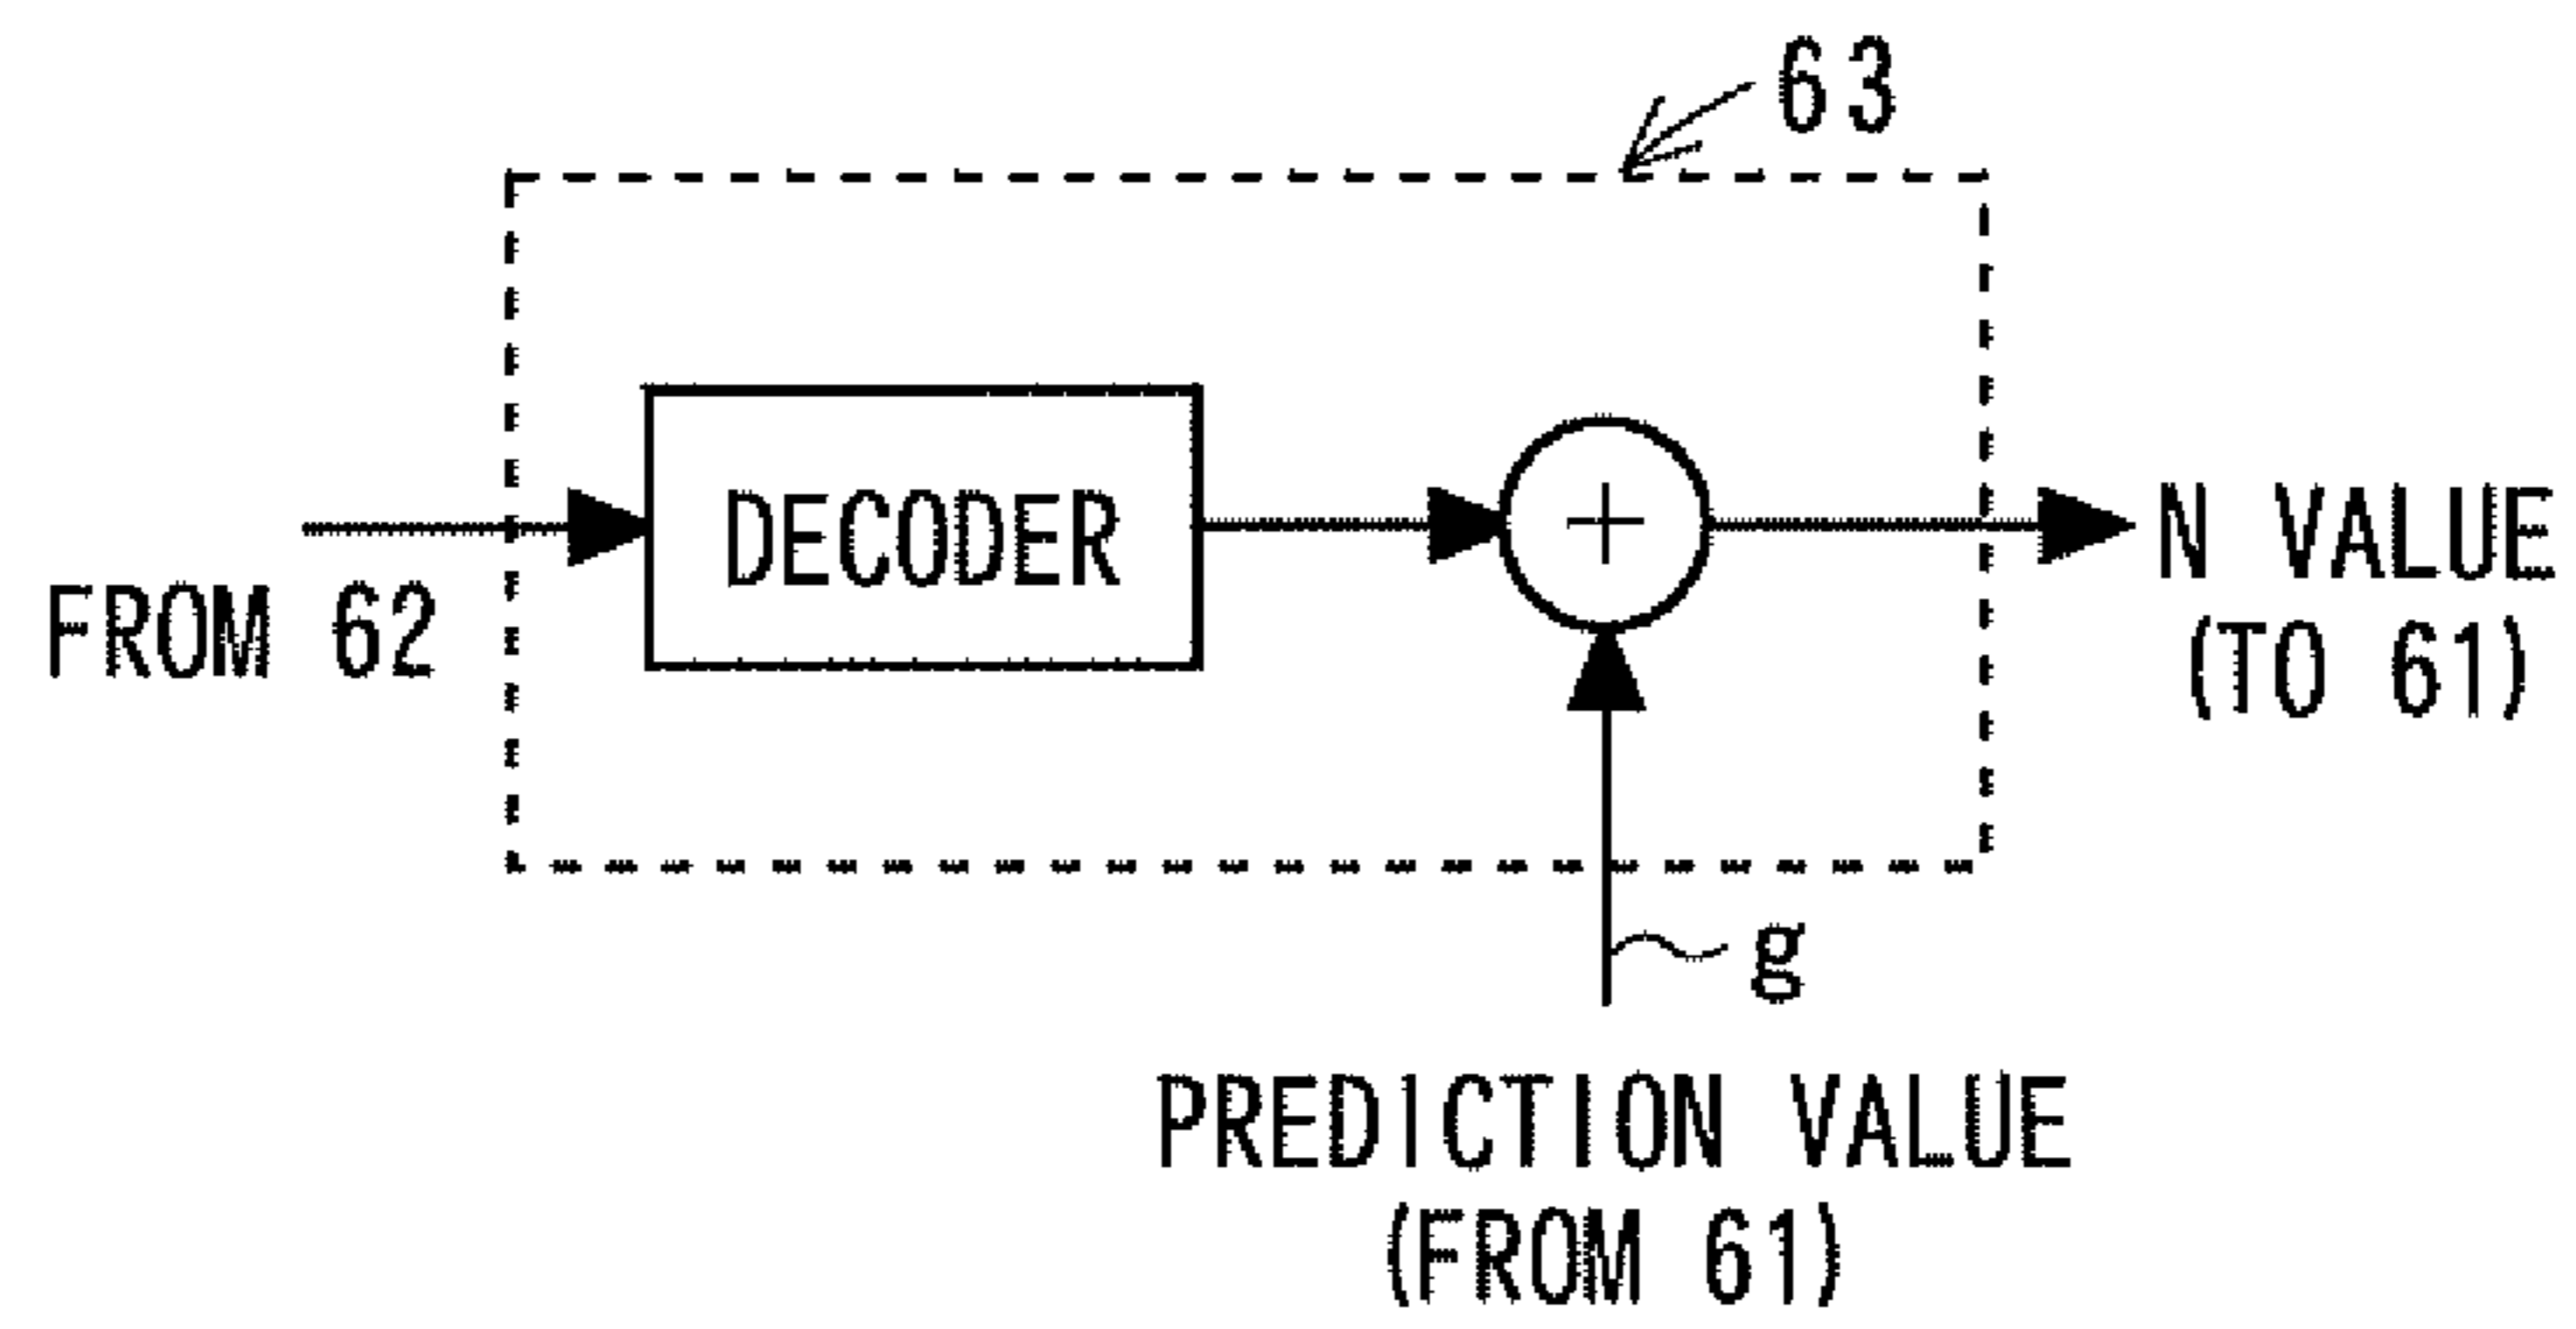 63
DECODER
N VALUE
(TO 61)
FROM 62
g
PREDICTION VALUE
(FROM 61)